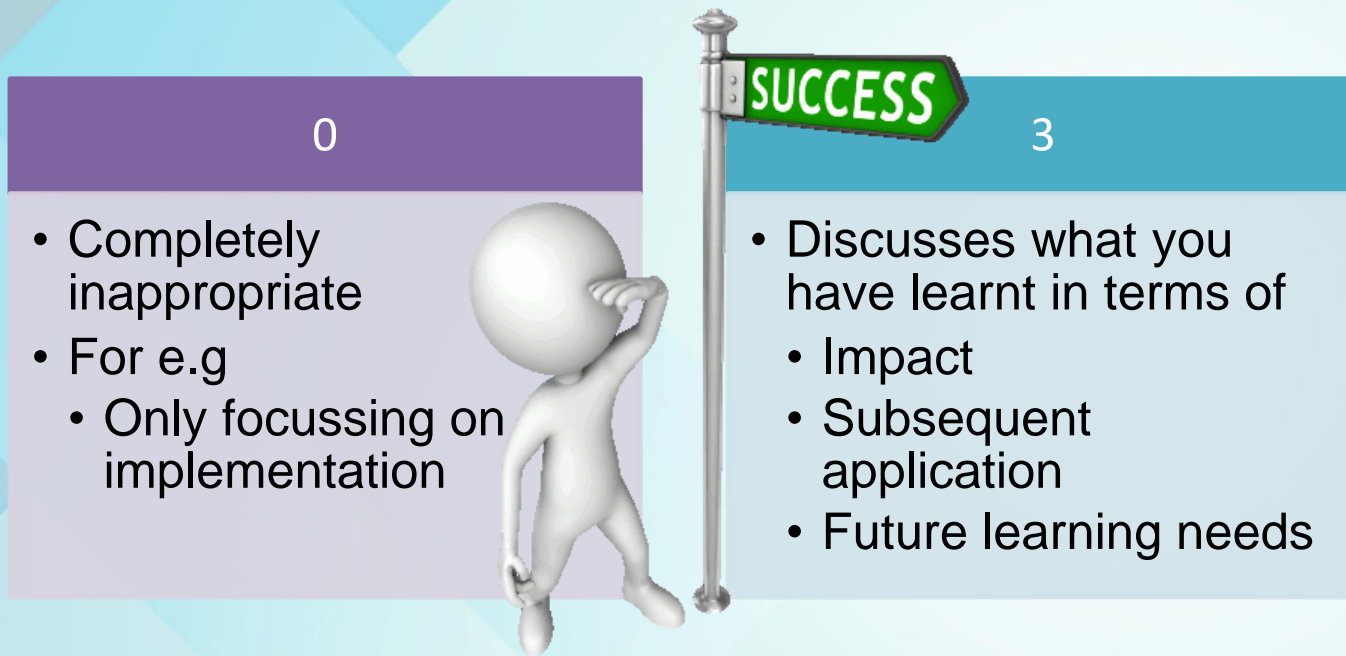 0
• Completely
inappropriate
• For e.g
• Only focussing on
implementation
SUCCESS
3
• Discusses what you
have learnt in terms of
• Impact
• Subsequent
application
• Future learning needs